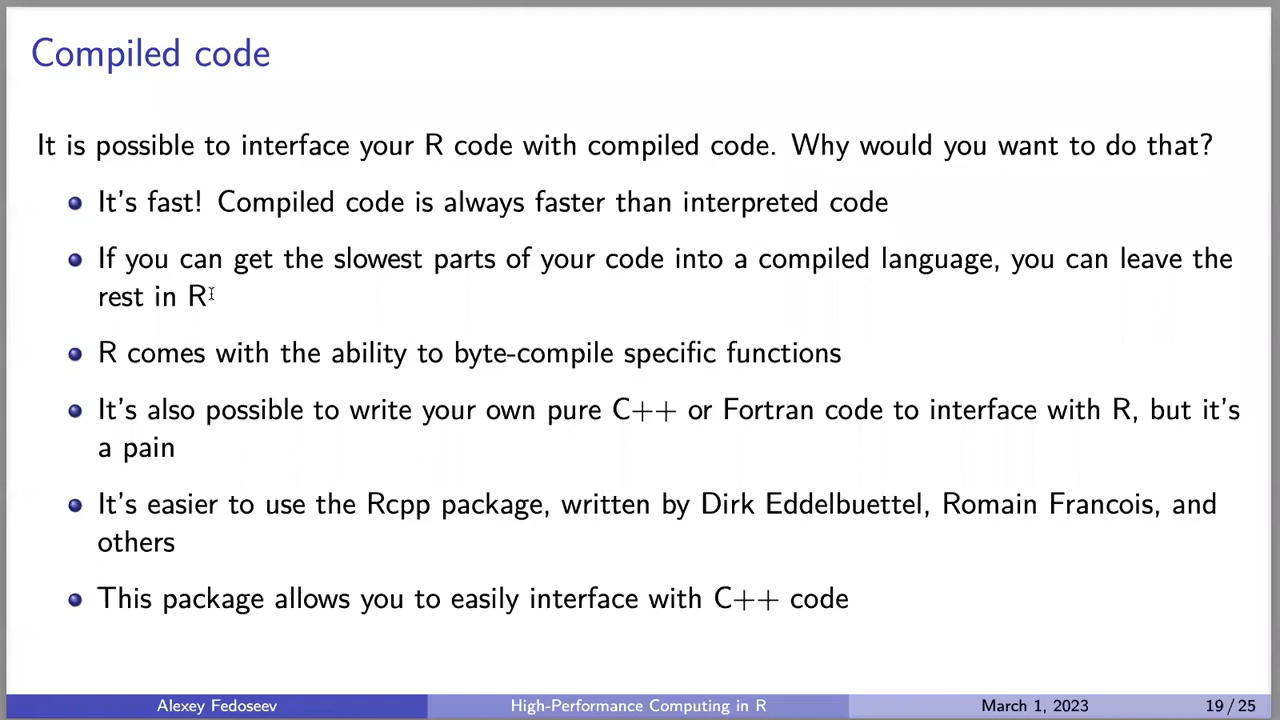 Compiled code
It is possible to interface your R code with compiled code. Why would you want to do that?
It's fast! Compiled code is always faster than interpreted code
If you can get the slowest parts of your code into a compiled language, you can leave the
rest in R
R comes with the ability to byte-compile specific functions
It's also possible to write your own pure C++ or Fortran code to interface with R, but it's
a pain
It's easier to use the Rcpp package, written by Dirk Eddelbuettel, Romain Francois, and
others
This package allows you to easily interface with C++ code
Alexey Fedoseev High-Performance Computing in R March 1, 2023 19 / 25